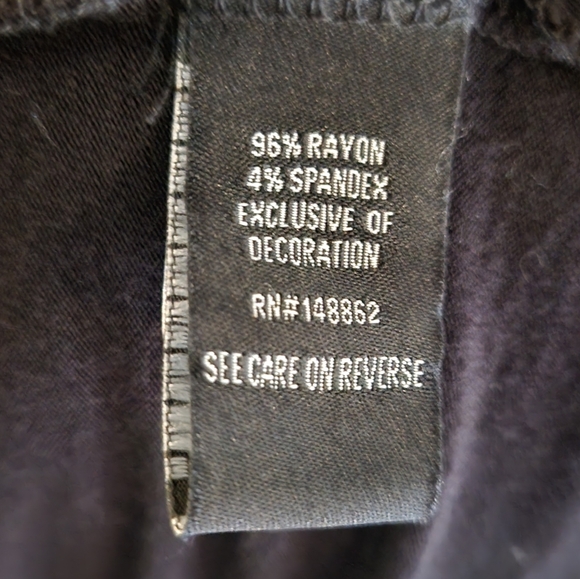 96% RAYON
4% SPANDEX
EXCLUSIVE OF
DECORATION
RN#148862
SEE CARE ON REVERSE